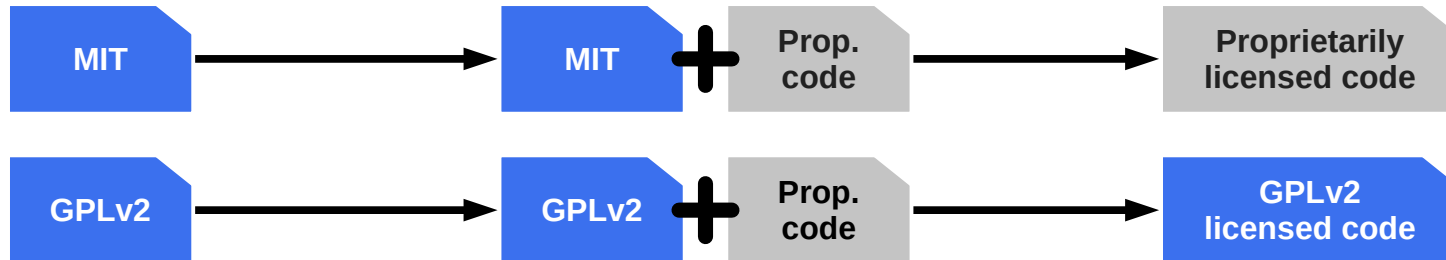 MIT
MIT
Prop.
code
Proprietarily
licensed code
GPLv2
GPLv2
Prop.
code
GPLv2
licensed code